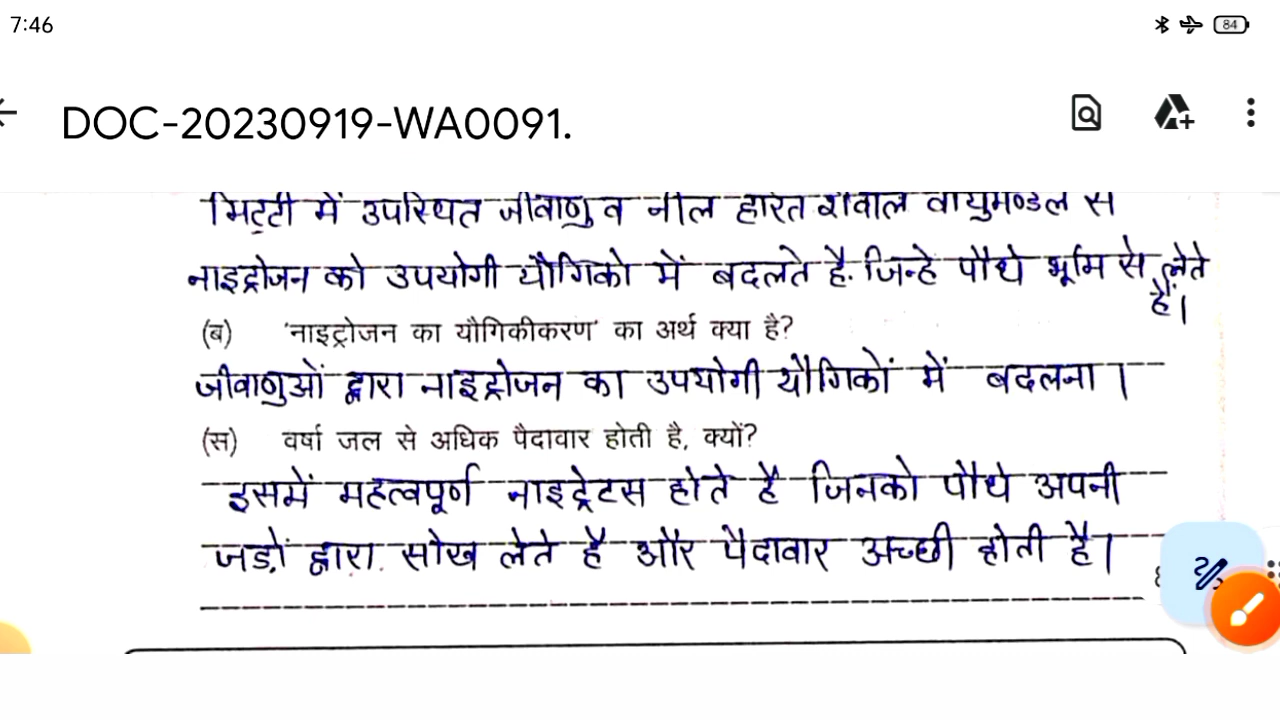 7:46
84
DOC-20230919-WA0091.
मिट्टी में उपस्थित जीवाणु व नील हरित शैवाल वायुमण्डल से
नाइट्रोजन को उपयोगी यौगिको में बदलते है. जिन्हे पौधे भूमि से लेते
हैं।
(ब) 'नाइट्रोजन का यौगिकीकरण' का अर्थ क्या है?
जीवाणुओं द्वारा नाइट्रोजन का उपयोगी यौगिकों में बदलना।
(स) वर्षा जल से अधिक पैदावार होती है, क्यों?
इसमें महत्वपूर्ण नाइट्रेटस होते है जिनको पौधे अपनी
जड़ों द्वारा सोख लेते है और पैदावार अच्छी होती है।